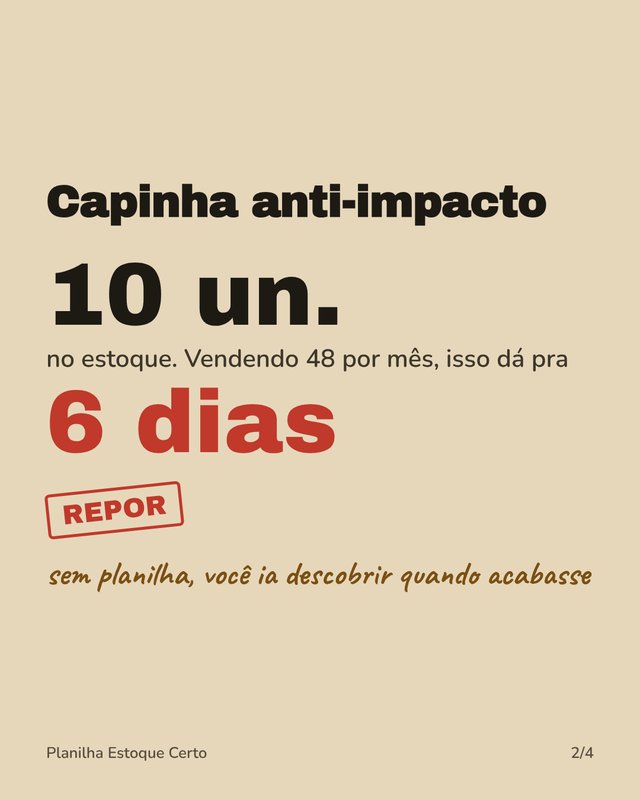 Capinha anti-impacto
10 un.
no estoque. Vendendo 48 por mês, isso dá pra
6 dias
REPOR
sem planilha, você ia descobrir quando acabasse
Planilha Estoque Certo
2/4